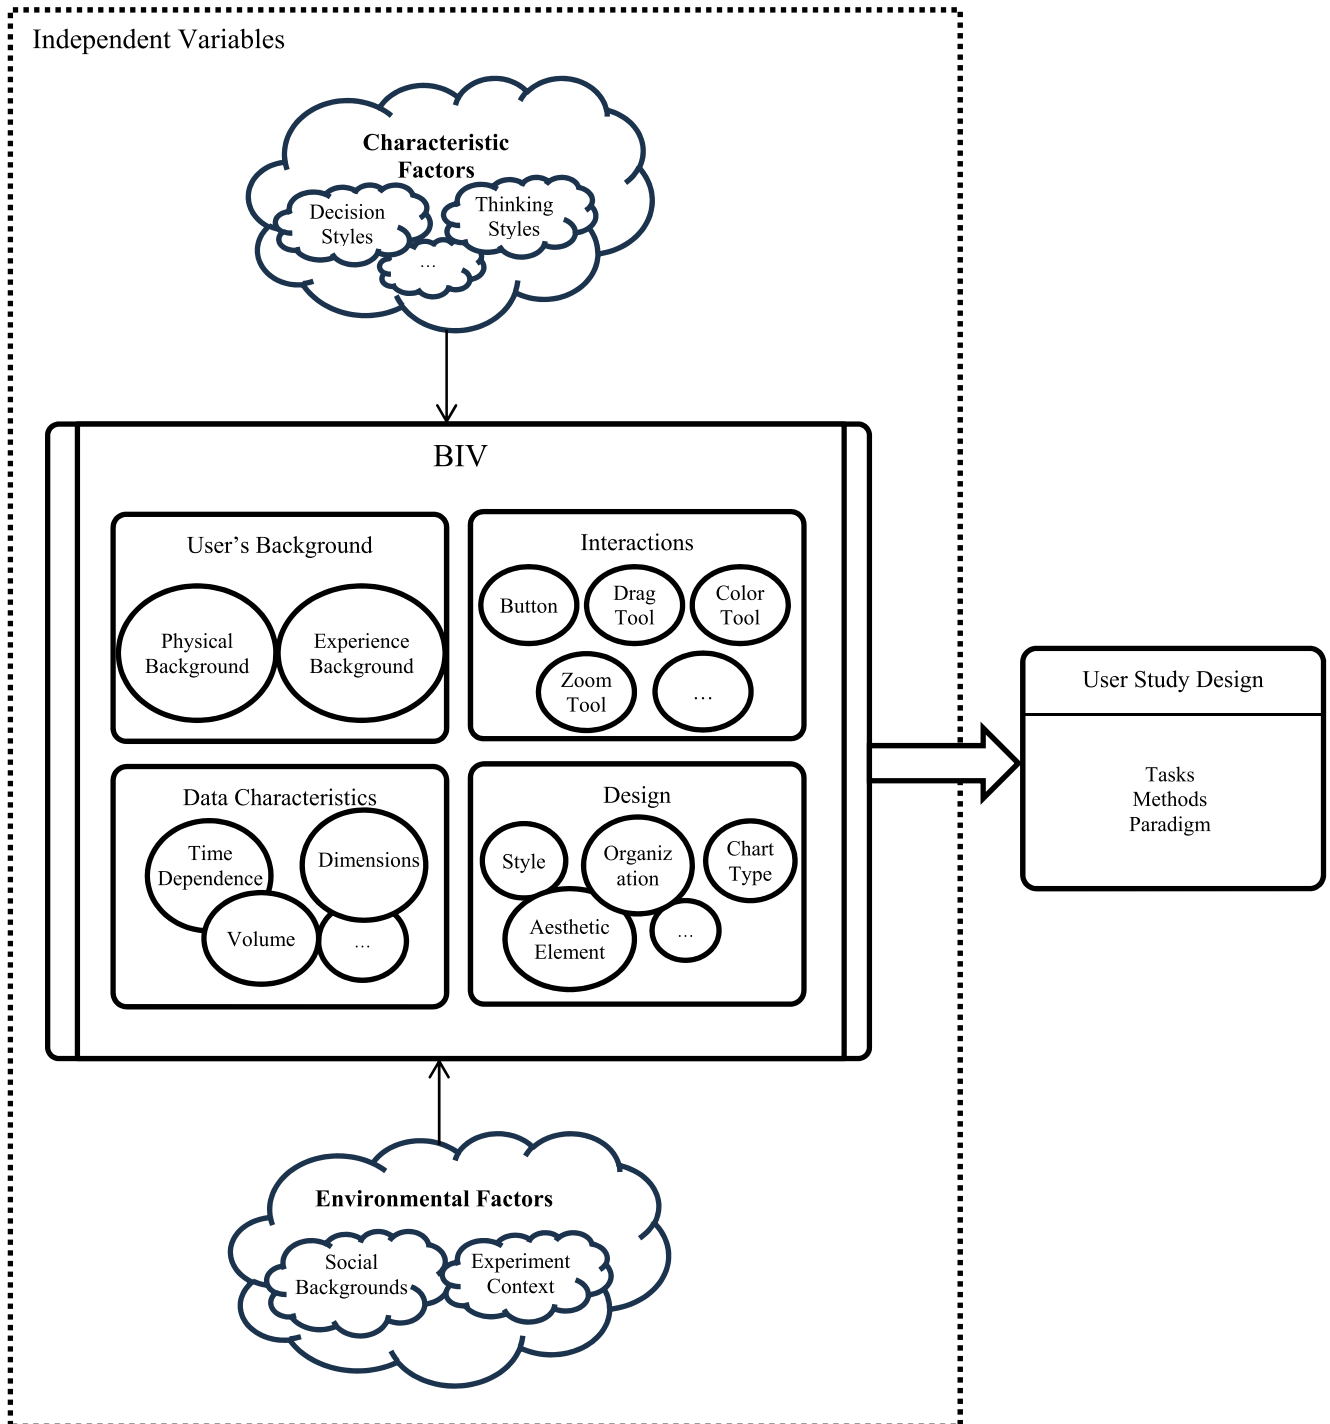 Independent Variables
Characteristic
Factors
Decision
Styles
Thinking
Styles
...
BIV
User’s Background
Physical
Background
Experience
Background
Interactions
Button
Drag
Tool
Color
Tool
Zoom
Tool
...
Data Characteristics
Time
Dependence
Dimensions
Volume
...
Design
Style
Organiz
ation
Chart
Type
Aesthetic
Element
...
User Study Design
Tasks
Methods
Paradigm
Environmental Factors
Social
Backgrounds
Experiment
Context